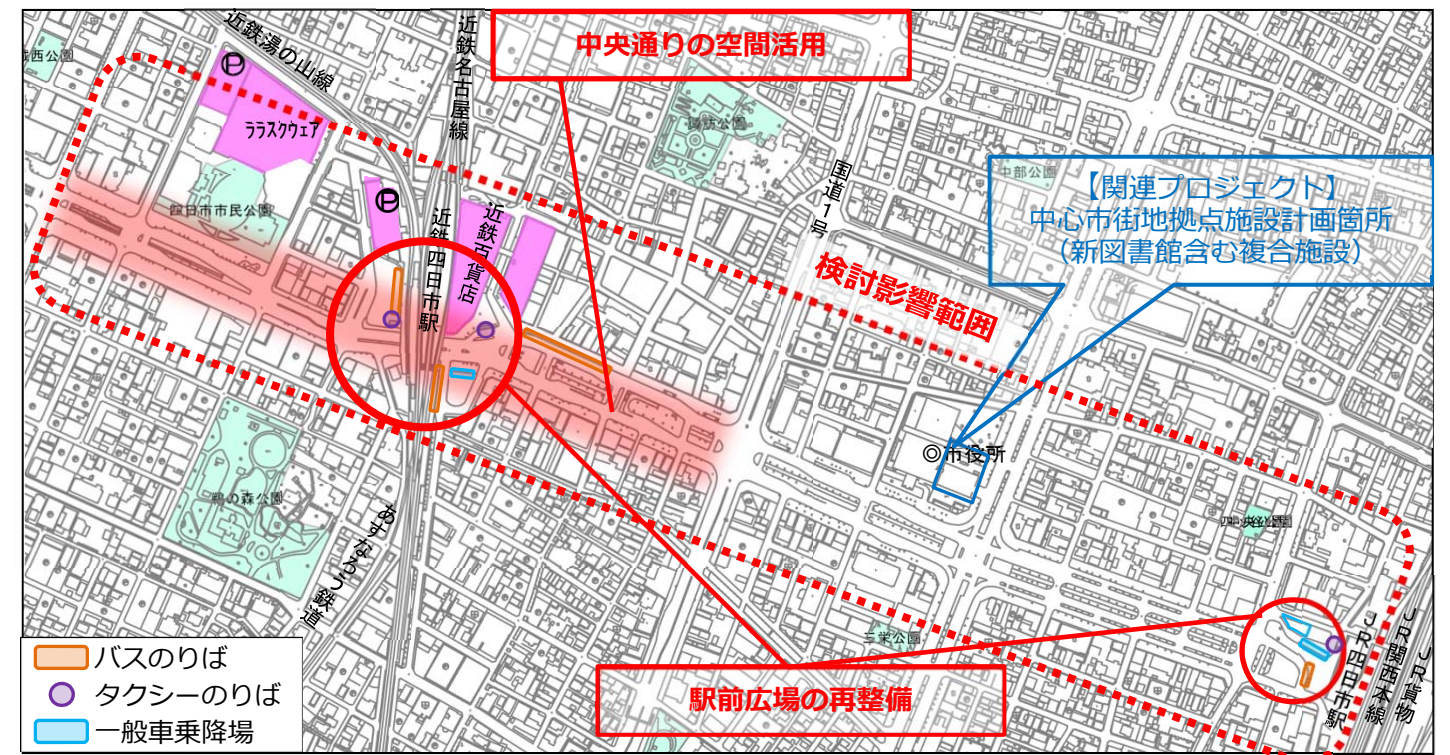 中央通りの空間活用
近鉄湯の山線
近鉄名古屋線
西公園
ララスクウェア
諏訪公園
国道1号
中部公園
【関連プロジェクト】
中心市街地拠点施設計画箇所
(新図書館含む複合施設)
四日市市民公園
近鉄四日市駅
近鉄百貨店
検討影響範囲
◎市役所
鵜の森公園
あすなろう鉄道
三栄公園
JR四日市駅
JR関西本線
JR貨物
駅前広場の再整備
バスのりば
タクシーのりば
一般車乗降場
P
P